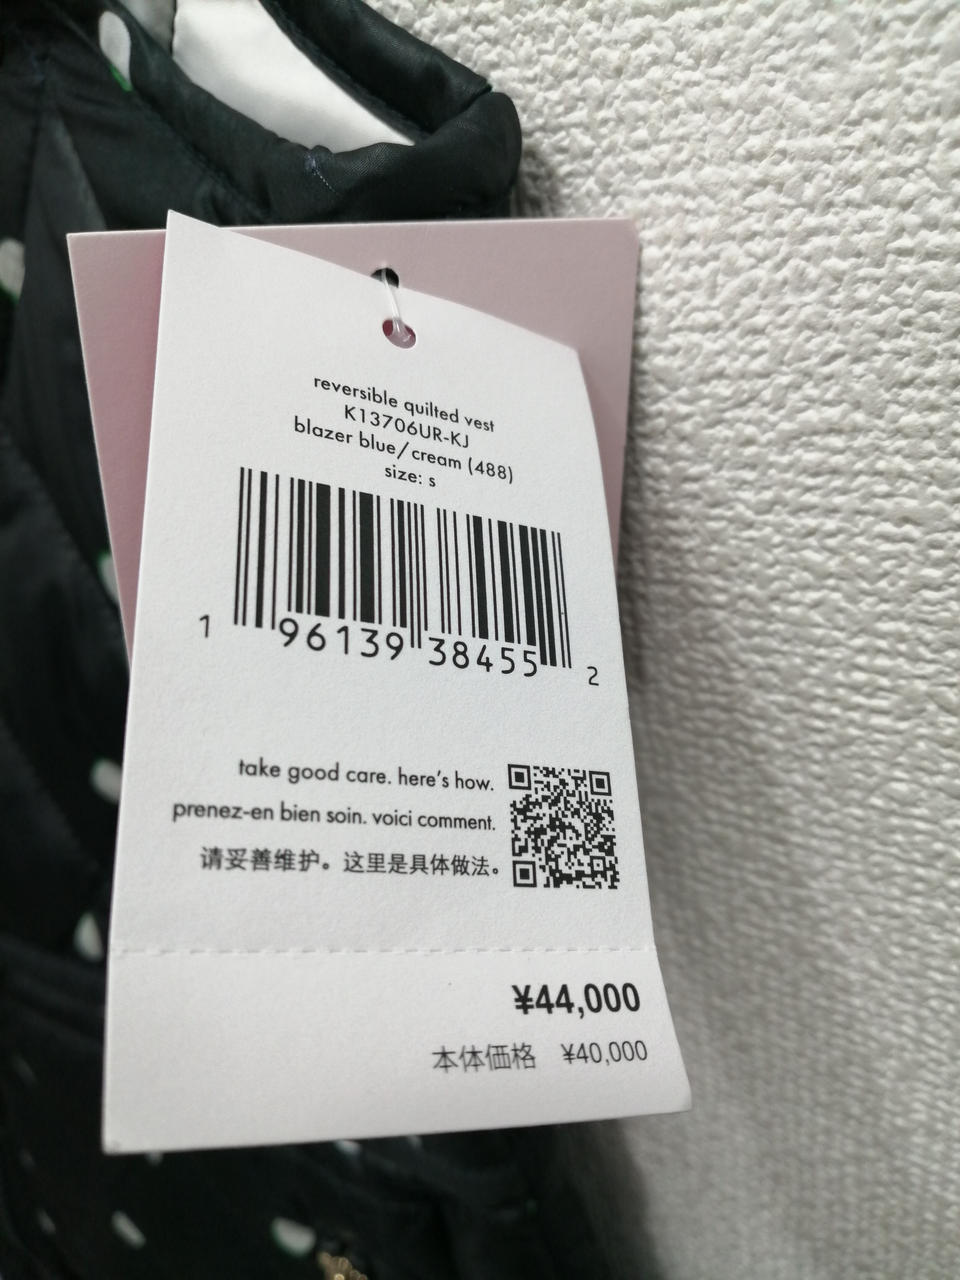 reversible quilted vest
K13706UR-KJ
blazer blue/cream (488)
size: s
1 96139 38455 2
take good care. here's how.
prenez-en bien soin. voici comment.
请妥善维护。这里是具体做法。
¥44,000
本体価格 ¥40,000